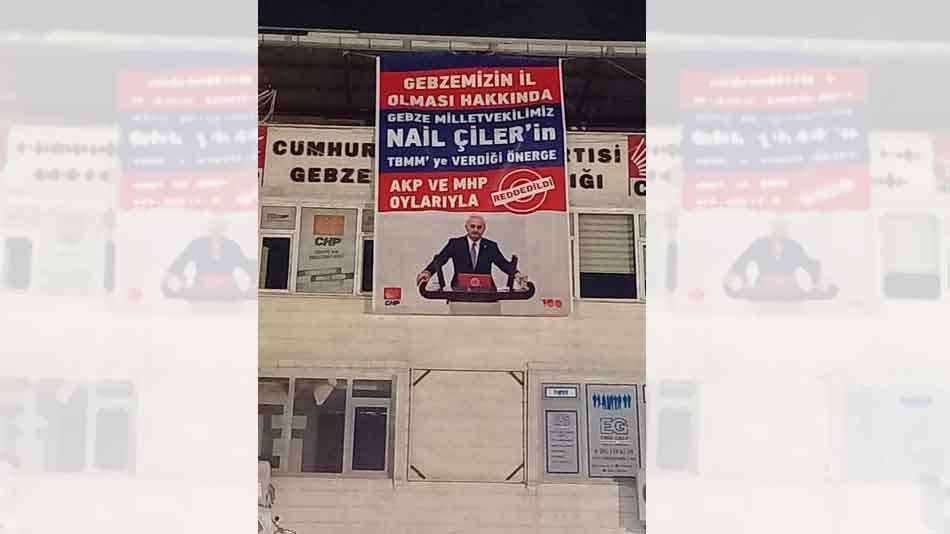 GEBZEMİZİN İL
OLMASI HAKKINDA
GEBZE MİLLETVEKİLİMİZ
NAİL ÇİLER'in
TBMM' ye VERDİĞİ ÖNERGE
AKP VE MHP
OYLARIYLA
REDDEDİLDİ
CHP
100
CUMHUR
GEBZE
RTİSİ
IĞI
CHP
EG